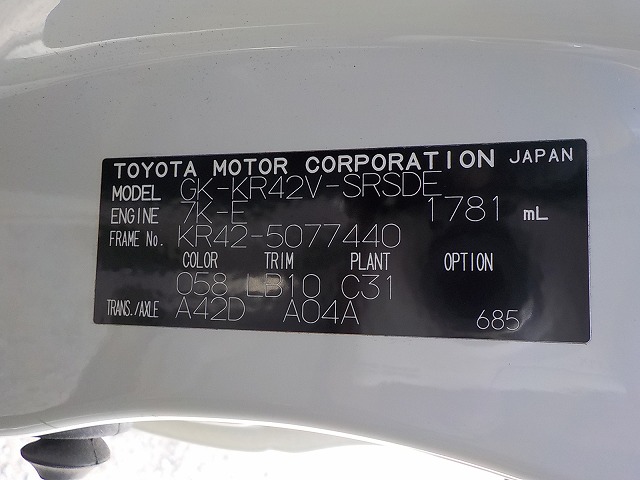 TOYOTA MOTOR CORPORATION JAPAN
MODEL GK-KR42V-SRSDE
ENGINE 7K-E 1781 mL
FRAME No. KR42-5077440
COLOR TRIM PLANT OPTION
058 LB10 C31
TRANS./AXLE A42D A04A 685